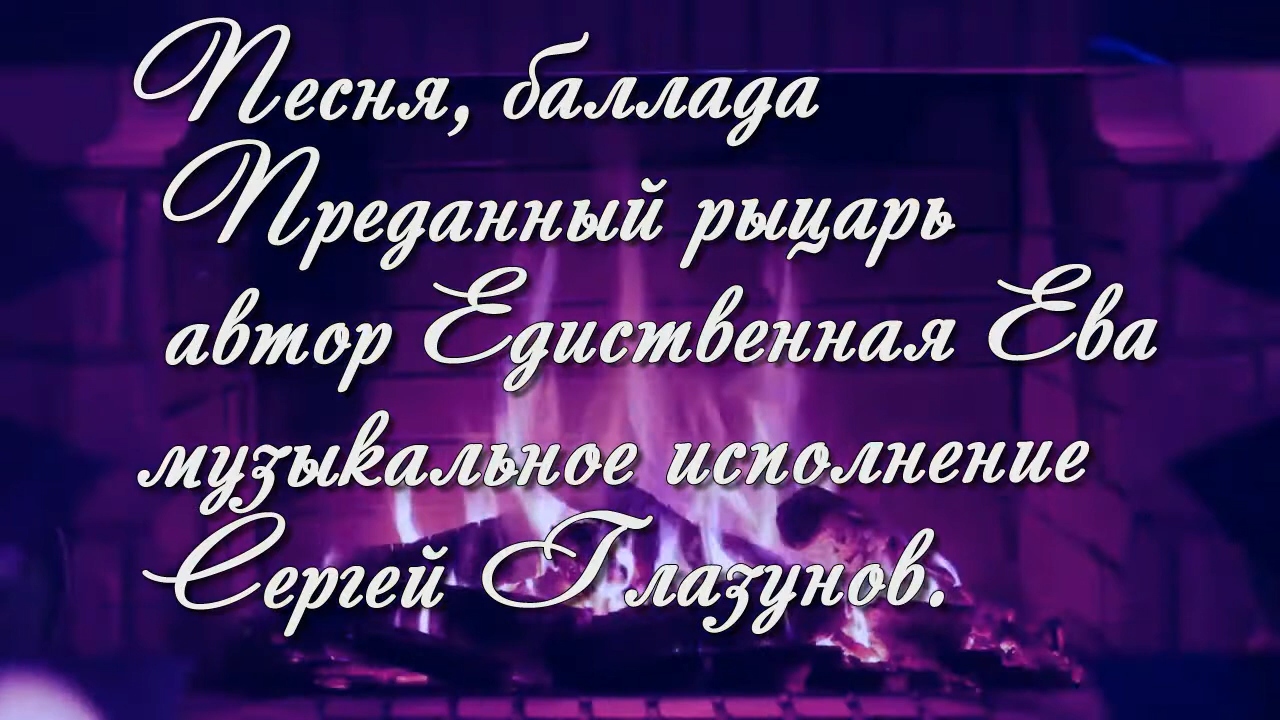 Песня, баллада
Преданный рыцарь
автор Едиственная Ева
музыкальное исполнение
Сергей Глазунов.